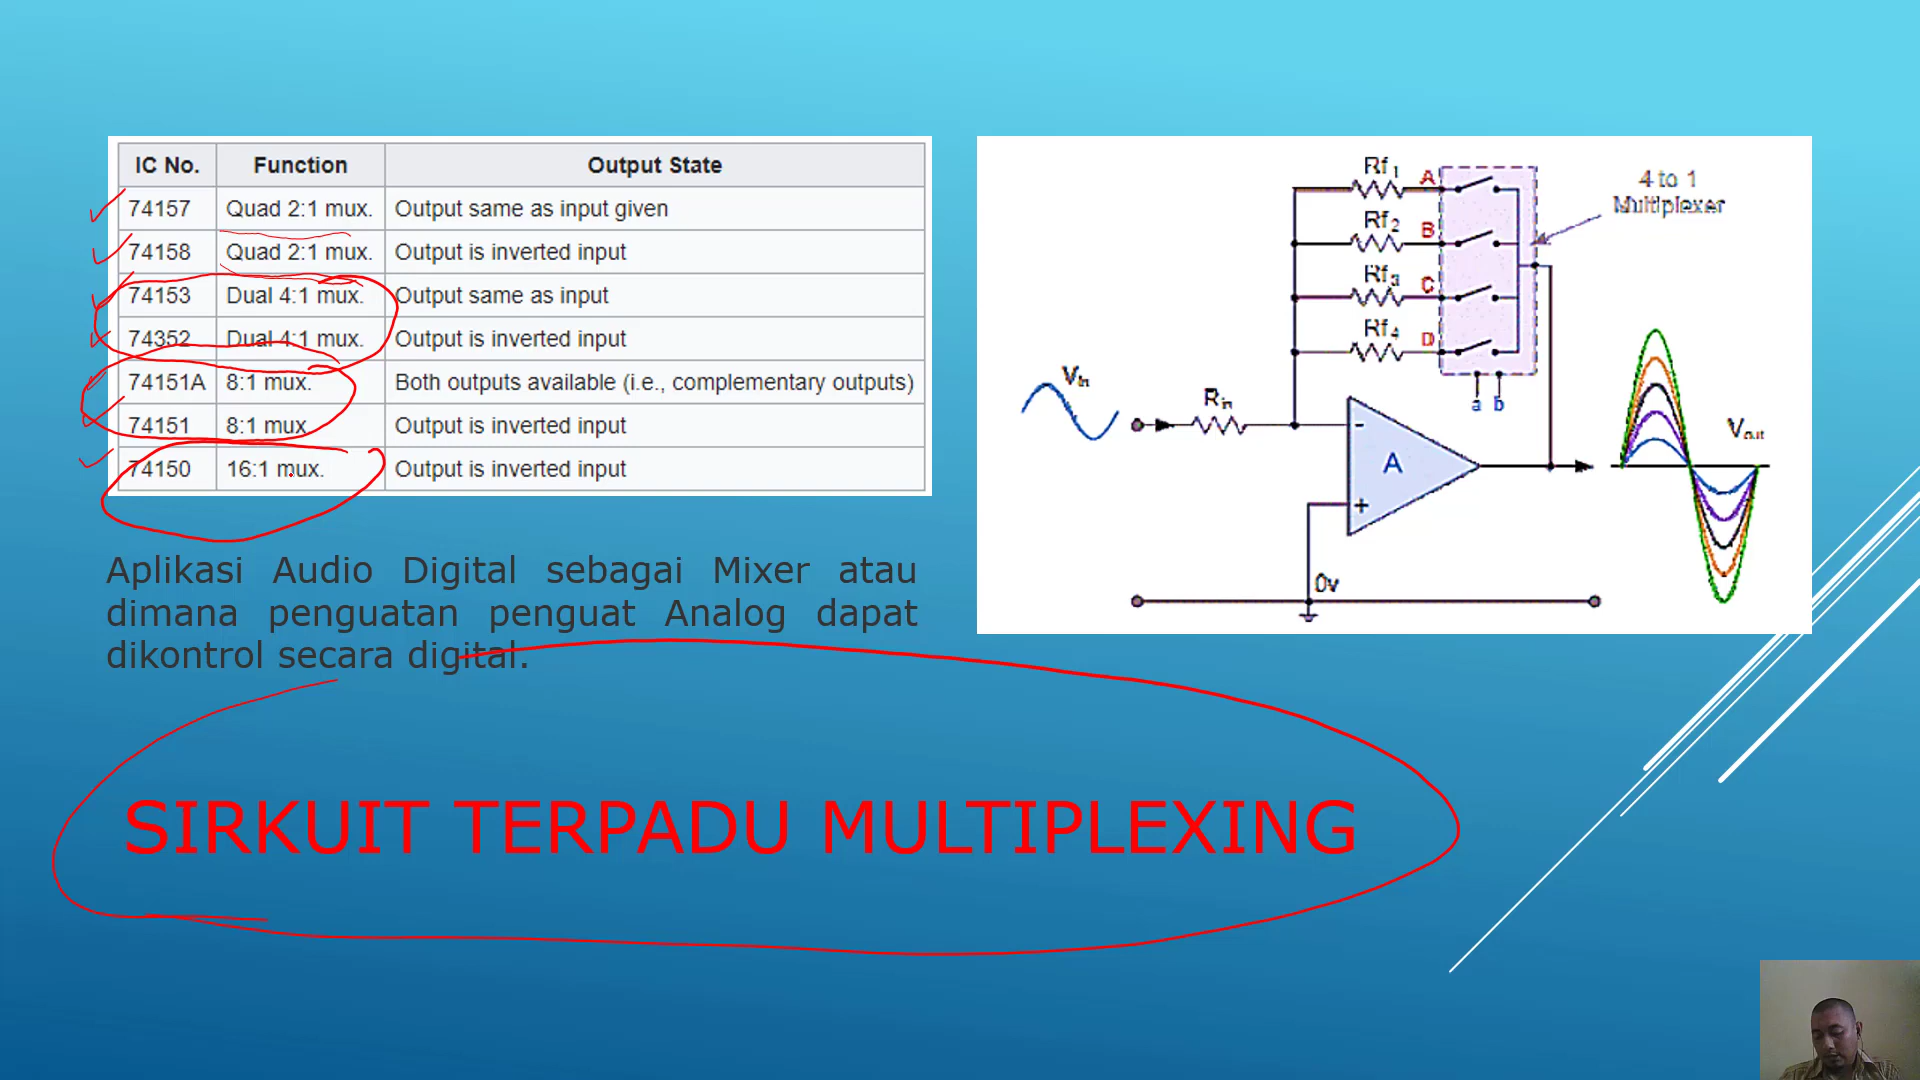 IC No. Function Output State
74157 Quad 2:1 mux. Output same as input given
74158 Quad 2:1 mux. Output is inverted input
74153 Dual 4:1 mux. Output same as input
74352 Dual 4:1 mux. Output is inverted input
74151A 8:1 mux. Both outputs available (i.e., complementary outputs)
74151 8:1 mux Output is inverted input
74150 16:1 mux. Output is inverted input
Aplikasi Audio Digital sebagai Mixer atau
dimana penguatan penguat Analog dapat
dikontrol secara digital.
Rf1 A
Rf2 B
Rf3 C
Rf4 D
4 to 1
Multiplexer
a b
Vin
Rin
-
A
+
0v
Vout
SIRKUIT TERPADU MULTIPLEXING